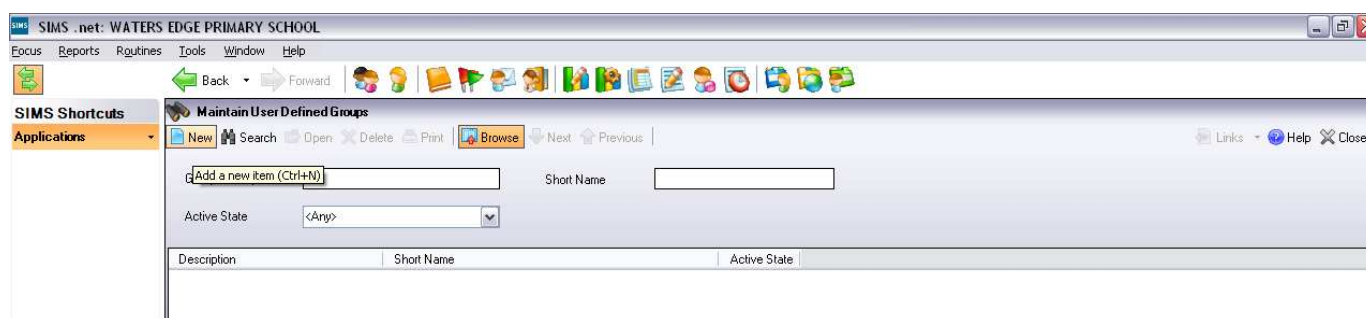 SIMS SIMS .net: WATERS EDGE PRIMARY SCHOOL
Focus Reports Routines Tools Window Help
Back Forward
SIMS Shortcuts Maintain User Defined Groups
Applications New Search Open Delete Print Browse Next Previous Links Help Close
Add a new item (Ctrl+N) Short Name
Active State <Any>
Description Short Name Active State